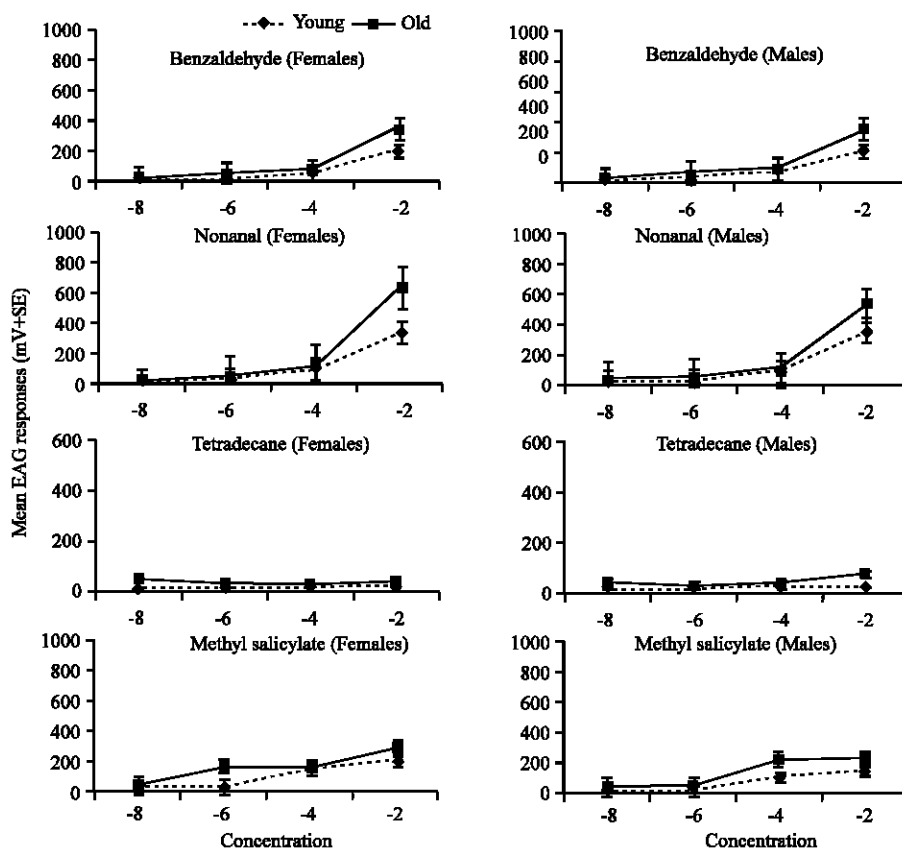 Young Old
Benzaldehyde (Females)
1000
800
600
400
200
0
-8 -6 -4 -2
Benzaldehyde (Males)
1000
800
600
400
200
0
-8 -6 -4 -2
Nonanal (Females)
1000
800
600
400
200
0
-8 -6 -4 -2
Nonanal (Males)
1000
800
600
400
200
0
-8 -6 -4 -2
Mean EAG responses (mV+SE)
Tetradecane (Females)
600
400
200
0
-8 -6 -4 -2
Tetradecane (Males)
600
400
200
0
-8 -6 -4 -2
Methyl salicylate (Females)
1000
800
600
400
200
0
-8 -6 -4 -2
Concentration
Methyl salicylate (Males)
1000
800
600
400
200
0
-8 -6 -4 -2
Concentration